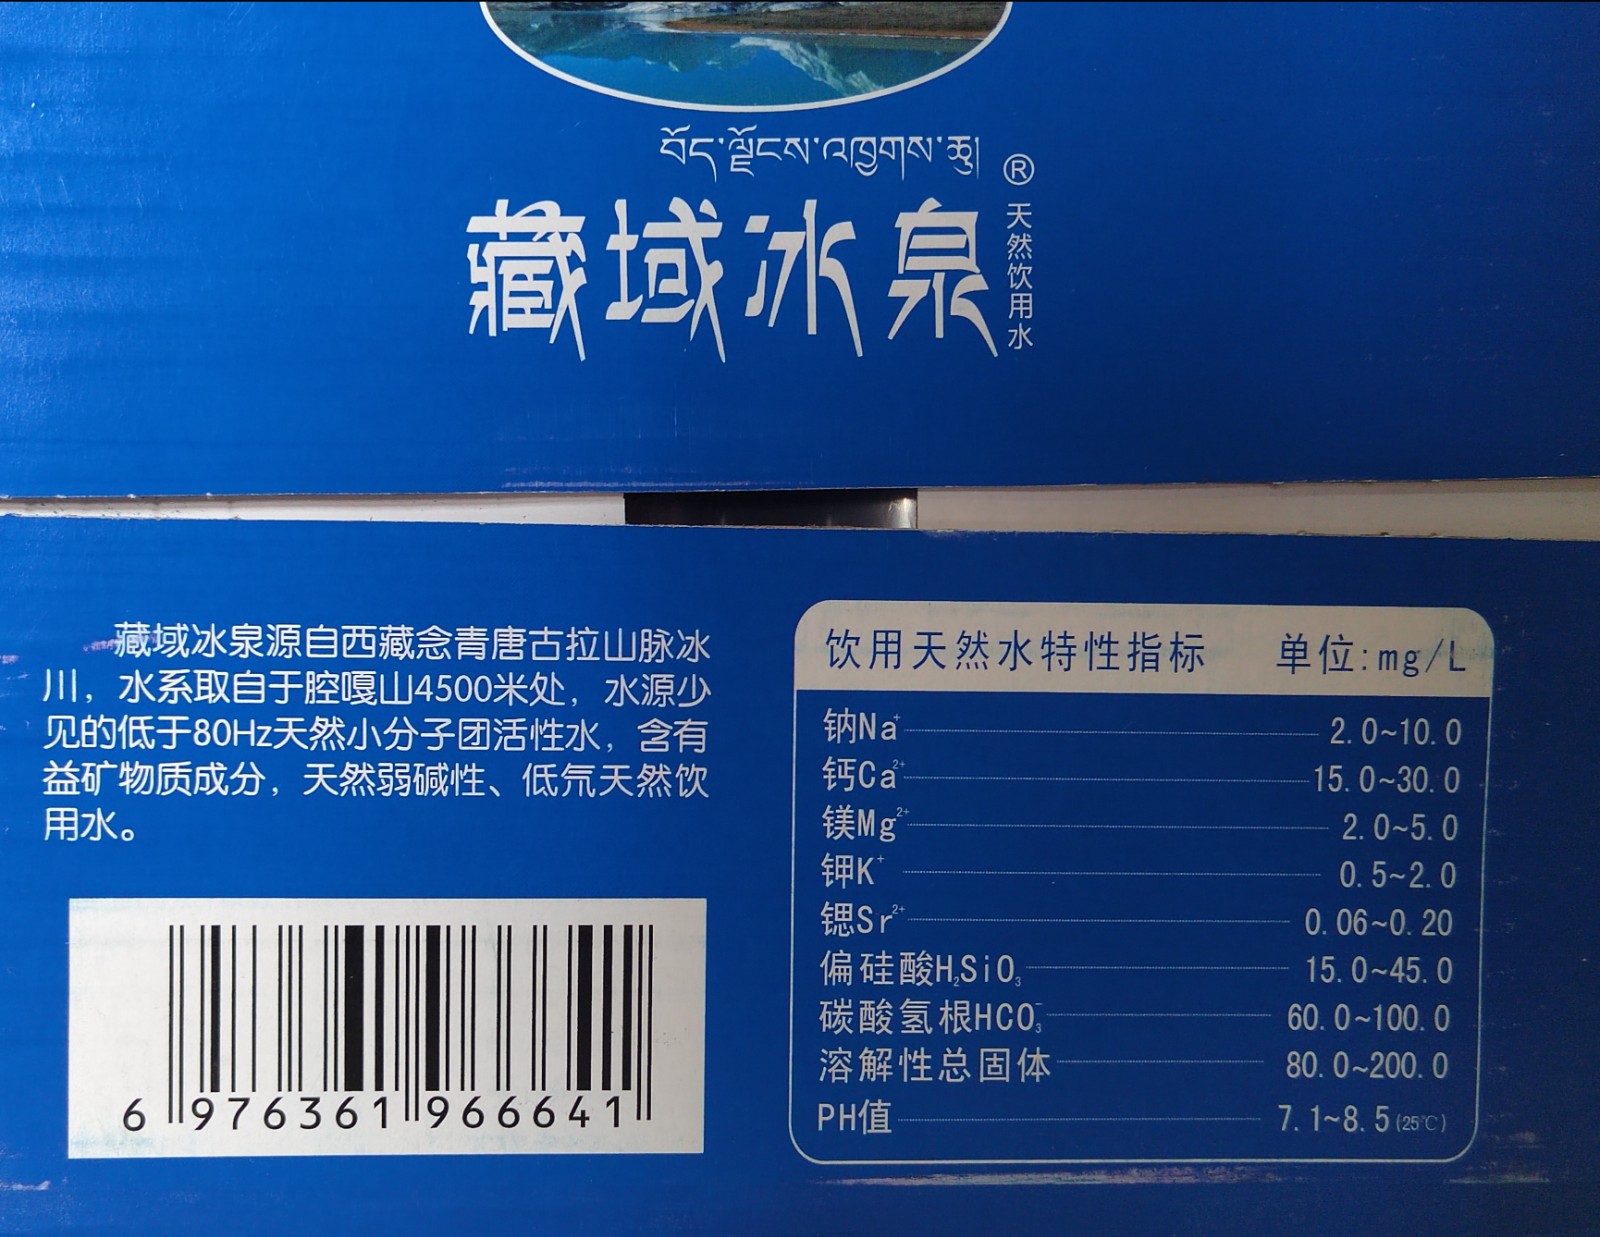 བོད་ལྗོངས་འཁྱགས་ཆུ།
藏域冰泉®
天然饮用水
藏域冰泉源自西藏念青唐古拉山脉冰
川，水系取自于腔嘎山4500米处，水源少
见的低于80Hz天然小分子团活性水，含有
益矿物质成分，天然弱碱性、低氘天然饮
用水。
6 976361 966641
饮用天然水特性指标 单位:mg/L
钠Na⁺ 2.0~10.0
钙Ca²⁺ 15.0~30.0
镁Mg²⁺ 2.0~5.0
钾K⁺ 0.5~2.0
锶Sr²⁺ 0.06~0.20
偏硅酸H₂SiO₃ 15.0~45.0
碳酸氢根HCO₃⁻ 60.0~100.0
溶解性总固体 80.0~200.0
PH值 7.1~8.5(25℃)